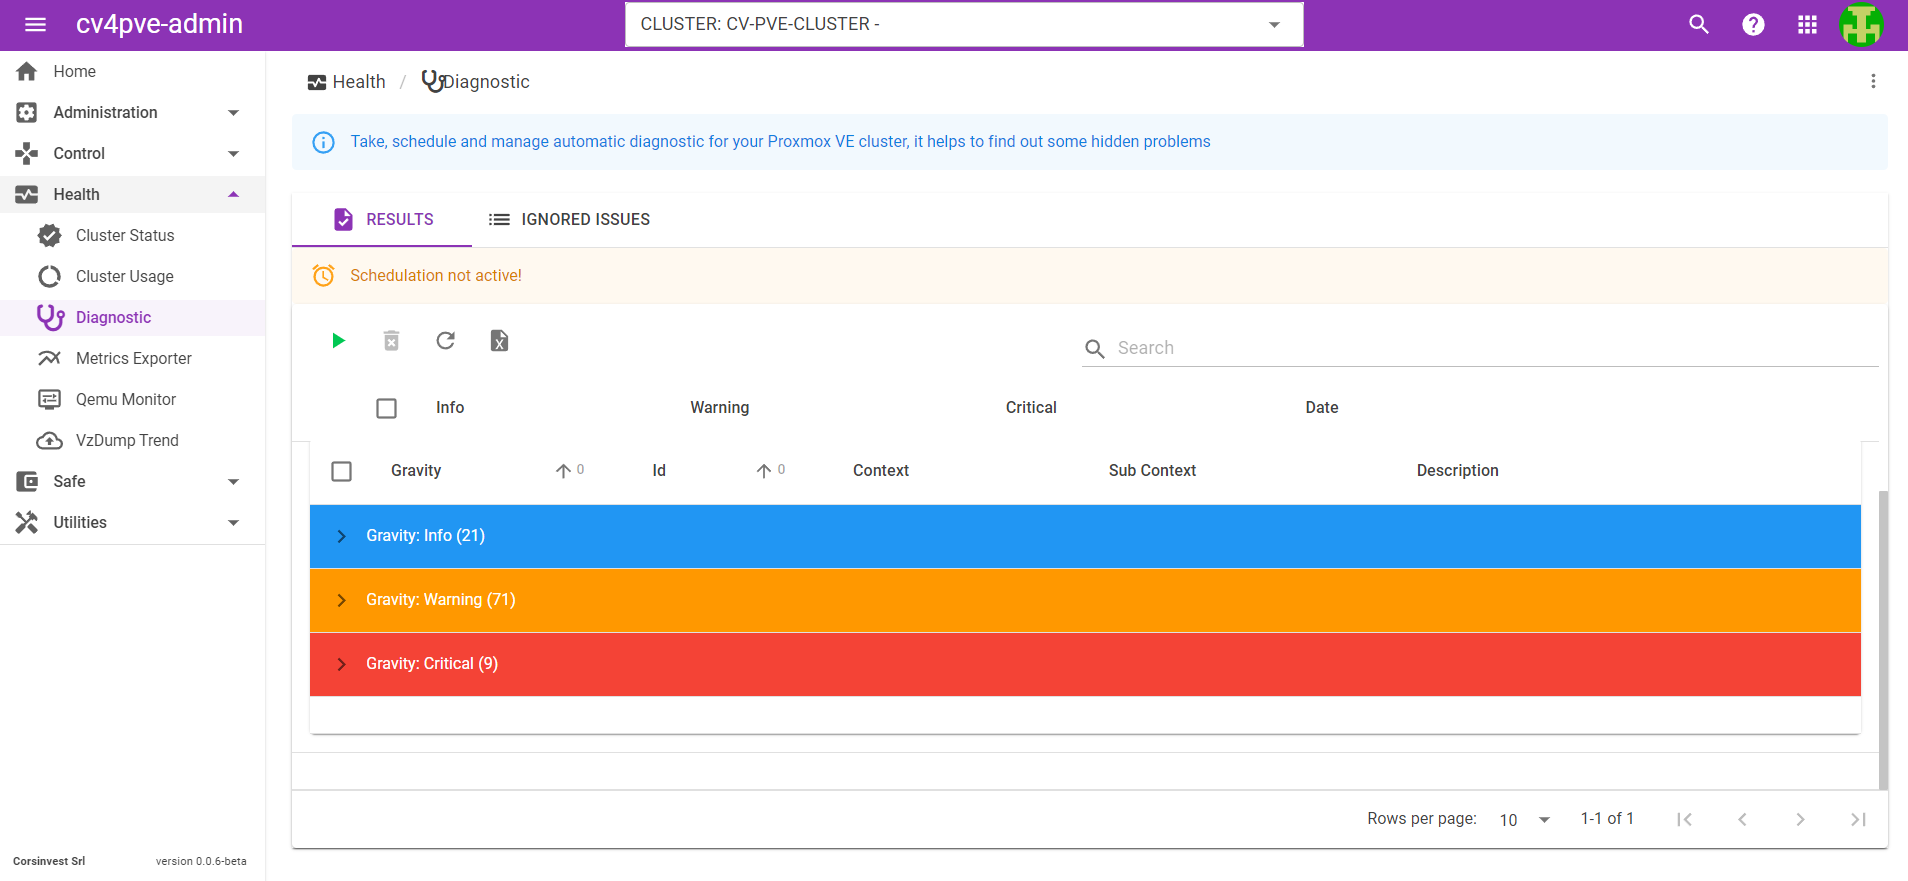 cv4pve-admin
CLUSTER: CV-PVE-CLUSTER -
Home
Administration
Control
Health
Cluster Status
Cluster Usage
Diagnostic
Metrics Exporter
Qemu Monitor
VzDump Trend
Safe
Utilities
Corsinvest Srl version 0.0.6-beta
Health / Diagnostic
Take, schedule and manage automatic diagnostic for your Proxmox VE cluster, it helps to find out some hidden problems
RESULTS IGNORED ISSUES
Schedulation not active!
Search
Info Warning Critical Date
Gravity 0 Id 0 Context Sub Context Description
Gravity: Info (21)
Gravity: Warning (71)
Gravity: Critical (9)
Rows per page: 10 1-1 of 1